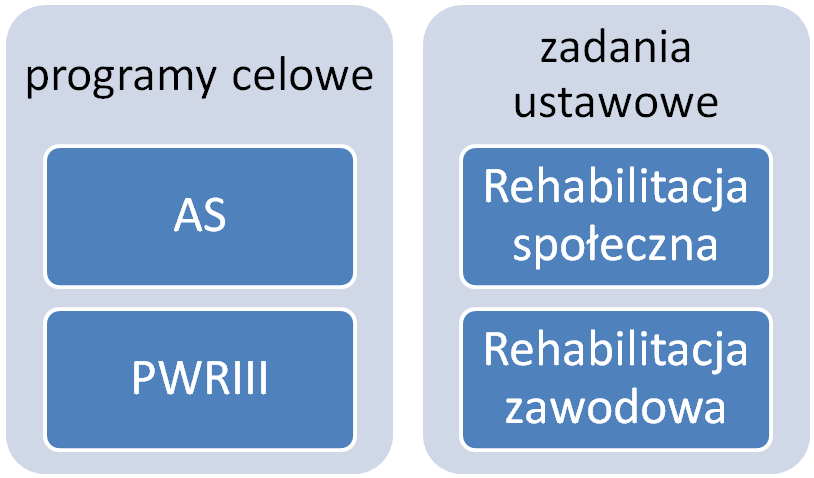 programy celowe
AS
PWRIII
zadania
ustawowe
Rehabilitacja
społeczna
Rehabilitacja
zawodowa